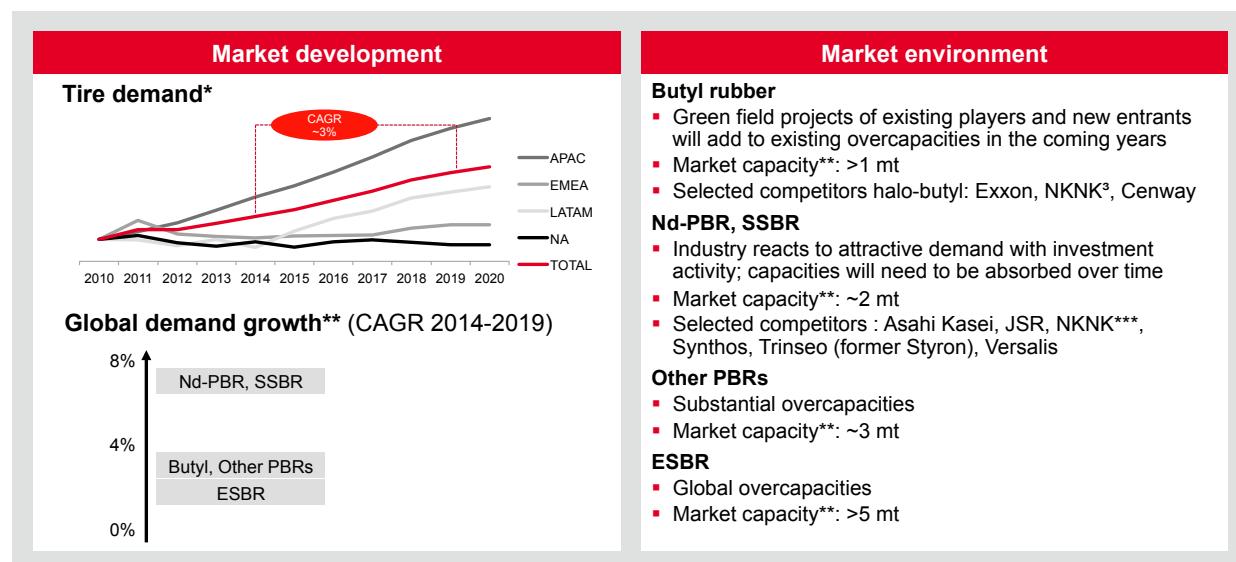 Market development
Tire demand*
CAGR
~3%
APAC
EMEA
LATAM
NA
TOTAL
2010 2011 2012 2013 2014 2015 2016 2017 2018 2019 2020
Global demand growth** (CAGR 2014-2019)
8%
Nd-PBR, SSBR
4%
Butyl, Other PBRs
ESBR
0%
Market environment
Butyl rubber
▪ Green field projects of existing players and new entrants
will add to existing overcapacities in the coming years
▪ Market capacity**: >1 mt
▪ Selected competitors halo-butyl: Exxon, NKNK³, Cenway
Nd-PBR, SSBR
▪ Industry reacts to attractive demand with investment
activity; capacities will need to be absorbed over time
▪ Market capacity**: ~2 mt
▪ Selected competitors : Asahi Kasei, JSR, NKNK***,
Synthos, Trinseo (former Styron), Versalis
Other PBRs
▪ Substantial overcapacities
▪ Market capacity**: ~3 mt
ESBR
▪ Global overcapacities
▪ Market capacity**: >5 mt